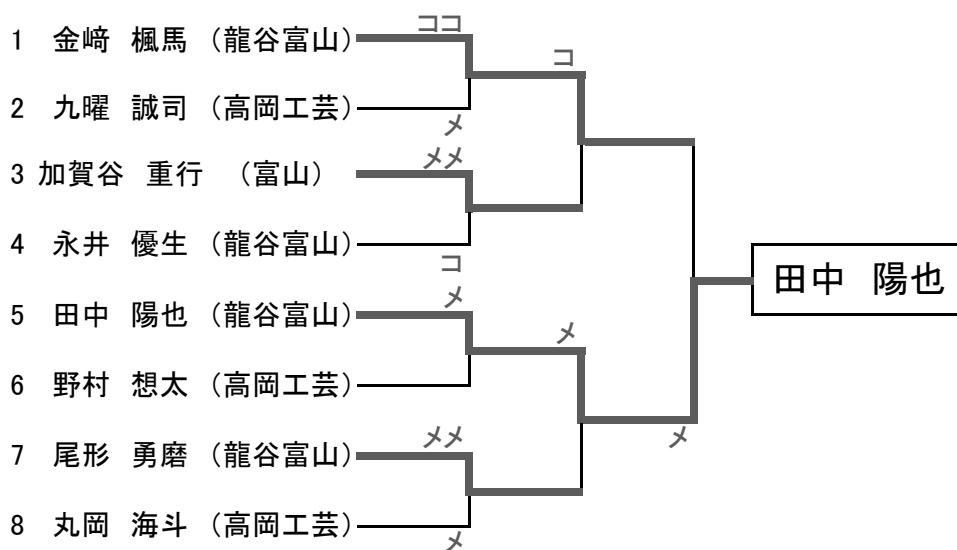 ココ
1 金﨑 楓馬 (龍谷富山)
コ
2 九曜 誠司 (高岡工芸)
メ
メメ
3 加賀谷 重行 (富山)
4 永井 優生 (龍谷富山)
コ
メ
5 田中 陽也 (龍谷富山)
メ
6 野村 想太 (高岡工芸)
メメ
7 尾形 勇磨 (龍谷富山)
メ
8 丸岡 海斗 (高岡工芸)
メ
田中 陽也